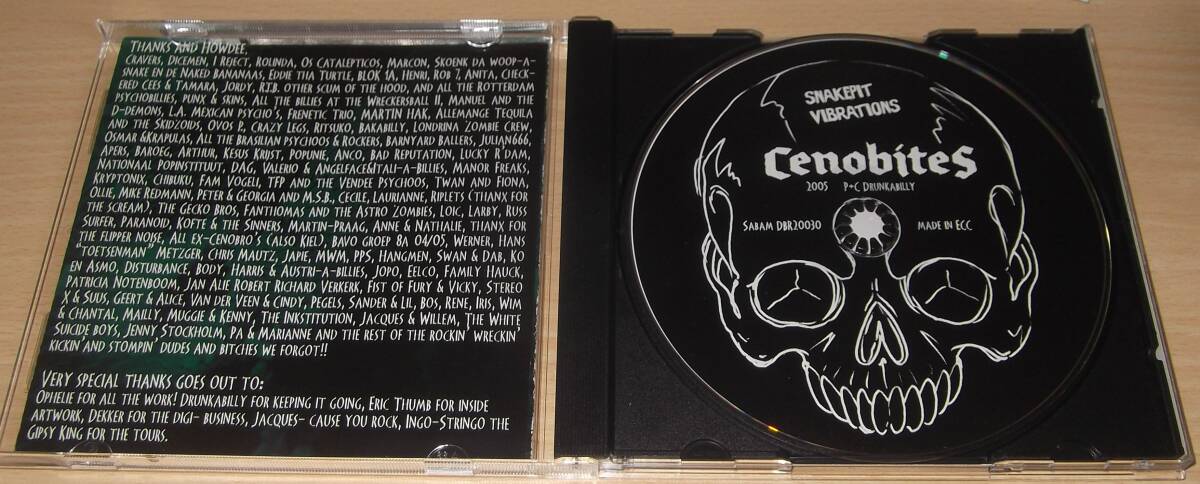 Thanks and Howdee,
Cravers, Dicemen, I Reject, Rolinda, Os Catalepticos, Marcon, Skoenk da woop-a-
snake en de Naked Bananaas, Eddie tha Turtle, BLOK 1A, Henri, Rob 7, Anita, Check-
ered Cees & Tamara, Jordy, R.T.B. other scum of the hood, and all the Rotterdam
psychobillies, punx & skins, All the Billies at the Wreckersball II, Manuel and the
D-Demons, L.A. Mexican Psycho's, Frenetic Trio, MARTIN HAK, Allemange Tequila
and the Skidzoids, Ovos P., Crazy Legs, Ritsuko, Bakabilly, Londrina Zombie Crew,
Osmar &Krapulas, All the Brasilian psychoos & Rockers, Barnyard Ballers, Julian666,
Apers, Baroeg, Arthur, Kesus Krijst, Popunie, Anco, Bad Reputation, Lucky R'dam,
Nationaal Popinstituut, DAG, Valerio & Angelface&Itali-a-billies, Manor Freaks,
Kryptonix, Chibuku, Fam Vogeli, TFP and the Vendee Psychoos, Twan and Fiona,
Ollie, Mike Redmann, Peter & Georgia and M.S.B., Cecile, Laurianne, Riplets (thanx for
the scream), The Gecko Bros, Fanthomas and the Astro Zombies, Loic, Larby, Russ
Surfer, Paranoid, Kofte & the Sinners, Martin-Praag, Anne & Nathalie, thanx for
the flipper noise, All ex-Cenobro's (also Kiel), Bavo groep 8a 04/05, Werner, Hans
"Toetsenman" Metzger, Chris Mautz, Japie, MWM, PPS, Hangmen, Swan & Dab, Ko
en Asmo, Disturbance, Body, Harris & Austri-a-billies, Jopo, Eelco, Family Hauck,
Patricia Notenboom, Jan Alie Robert Richard Verkerk, Fist of Fury & Vicky, Stereo
X & Suus, Geert & Alice, Van der Veen & Cindy, Pegels, Sander & Lil, Bos, Rene, Iris, Wim
& Chantal, Mailly, Muggie & Kenny, The Inkstitution, Jacques & Willem, The White
Suicide boys, Jenny Stockholm, Pa & Marianne and the rest of the rockin' wreckin'
kickin'and stompin' dudes and bitches we forgot!!
Very special thanks goes out to:
Ophelie for all the work! Drunkabilly for keeping it going, Eric Thumb for inside
artwork, Dekker for the digi- business, Jacques- cause you rock, Ingo-Stringo the
Gipsy King for the tours.
SNAKEPIT
VIBRATIONS
Cenobites
2005 P+C Drunkabilly
Sabam DBR20030
MADE IN ECC